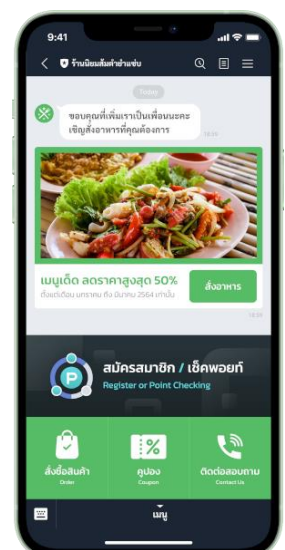 9:41
ร้านนิยมส้มตำยำแซ่บ
Today
ขอบคุณที่เพิ่มเราเป็นเพื่อนนะคะ
เชิญสั่งอาหารที่คุณต้องการ
เมนูเด็ด ลดราคาสูงสุด 50%
ตั้งแต่เดือน มกราคม ถึง มีนาคม 2564 เท่านั้น
สั่งอาหาร
สมัครสมาชิก / เช็คพอยท์
Register or Point Checking
P
%
สั่งซื้อสินค้า
Order
คูปอง
Coupon
ติดต่อสอบถาม
Contact Us
เมนู